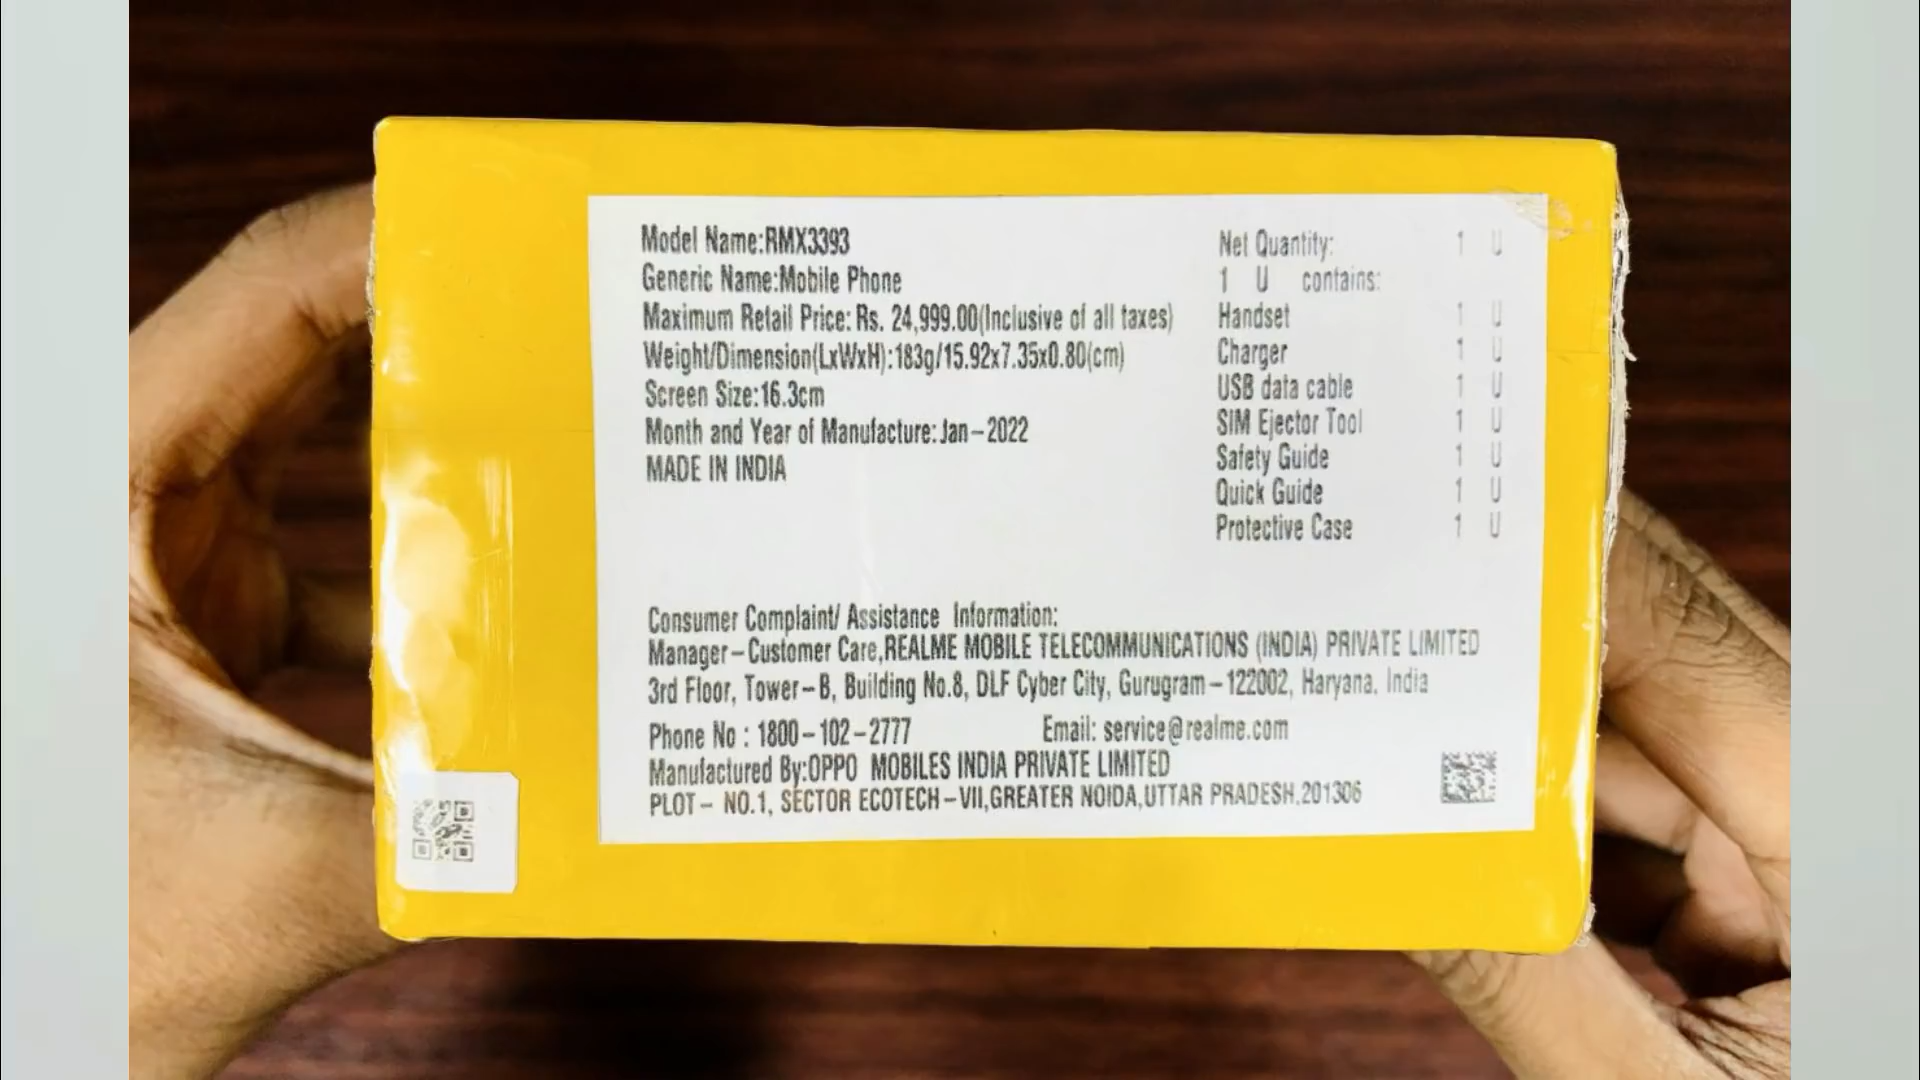 Model Name:RMX3393
Generic Name:Mobile Phone
Maximum Retail Price: Rs. 24,999.00(Inclusive of all taxes)
Weight/Dimension(LxWxH):183g/15.92x7.35x0.80(cm)
Screen Size:16.3cm
Month and Year of Manufacture:Jan-2022
MADE IN INDIA
Net Quantity: 1 U
1 U contains:
Handset 1 U
Charger 1 U
USB data cable 1 U
SIM Ejector Tool 1 U
Safety Guide 1 U
Quick Guide 1 U
Protective Case 1 U
Consumer Complaint/ Assistance Information:
Manager-Customer Care,REALME MOBILE TELECOMMUNICATIONS (INDIA) PRIVATE LIMITED
3rd Floor, Tower-B, Building No.8, DLF Cyber City, Gurugram-122002, Haryana. India
Phone No : 1800-102-2777 Email: service@realme.com
Manufactured By:OPPO MOBILES INDIA PRIVATE LIMITED
PLOT- NO.1, SECTOR ECOTECH-VII,GREATER NOIDA,UTTAR PRADESH,201306